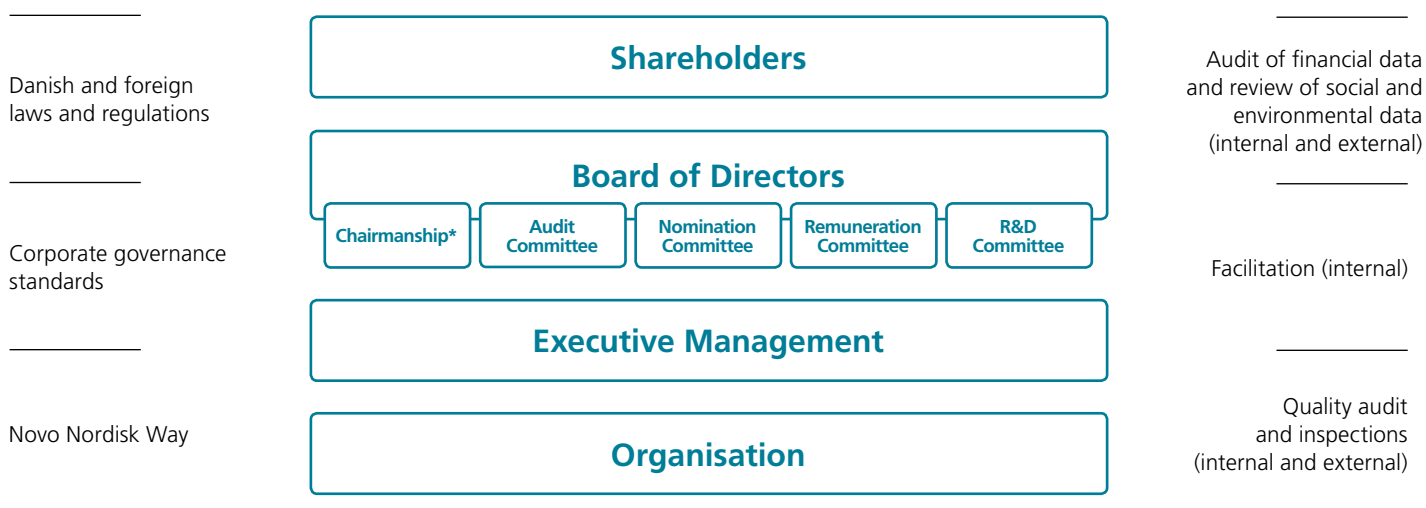 Danish and foreign
laws and regulations
Corporate governance
standards
Novo Nordisk Way
Shareholders
Board of Directors
Chairmanship*
Audit
Committee
Nomination
Committee
Remuneration
Committee
R&D
Committee
Executive Management
Organisation
Audit of financial data
and review of social and
environmental data
(internal and external)
Facilitation (internal)
Quality audit
and inspections
(internal and external)